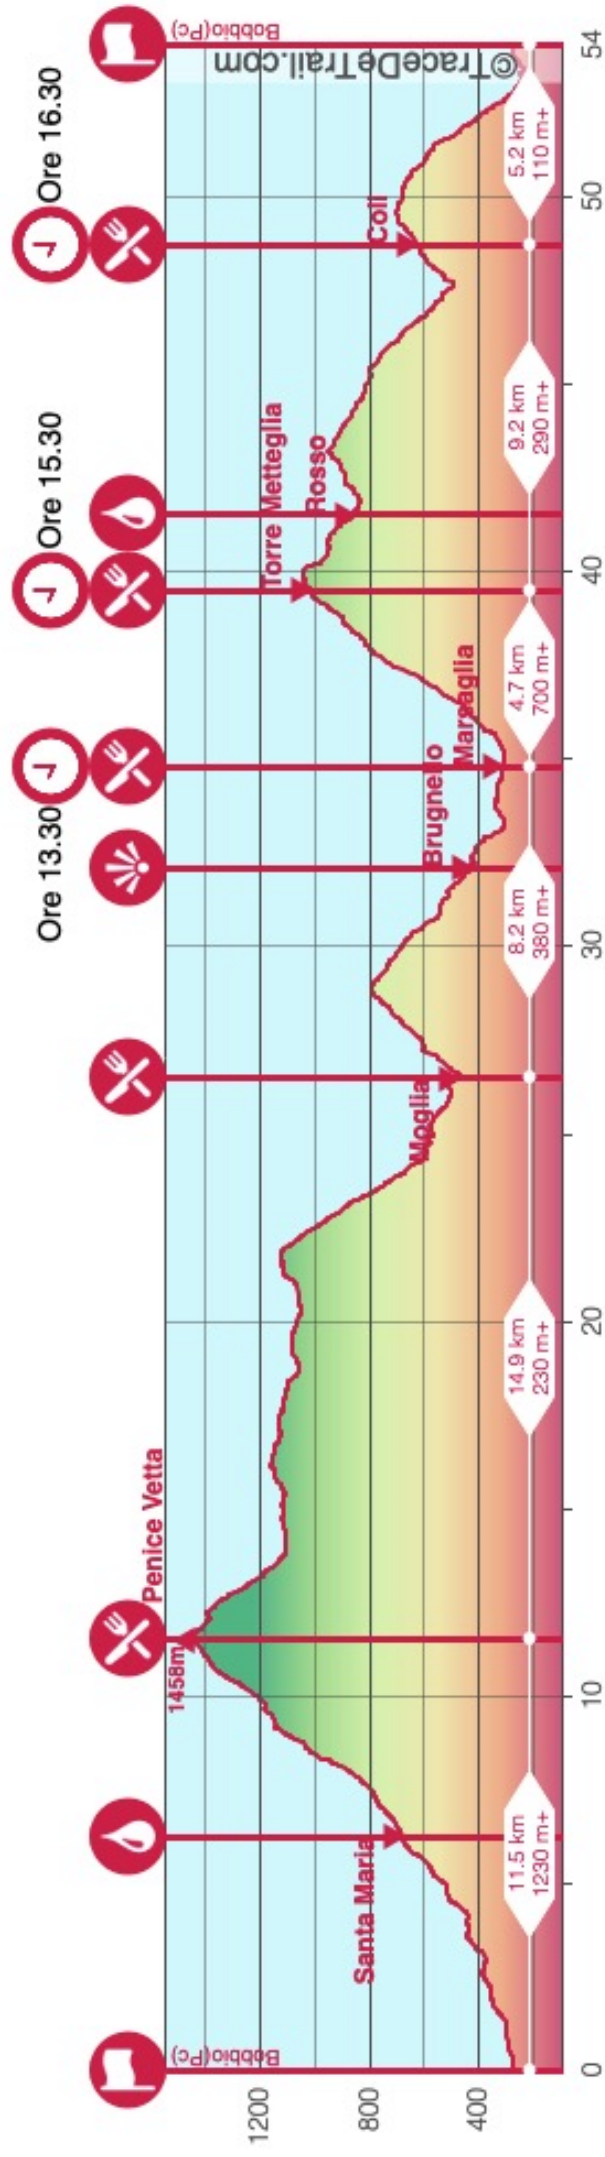 Ore 13.30
Ore 15.30
Ore 16.30
Bobbio(Pc)
Santa Maria
1458m
Penice Vetta
Moglia
Brugnello
Marsaglia
Torre Metteglia
Rosso
Coli
Bobbio(Pc)
©TraceDeTrail.com
1200
800
400
11.5 km
1230 m+
14.9 km
230 m+
8.2 km
380 m+
4.7 km
700 m+
9.2 km
290 m+
5.2 km
110 m+
0
10
20
30
40
50
54